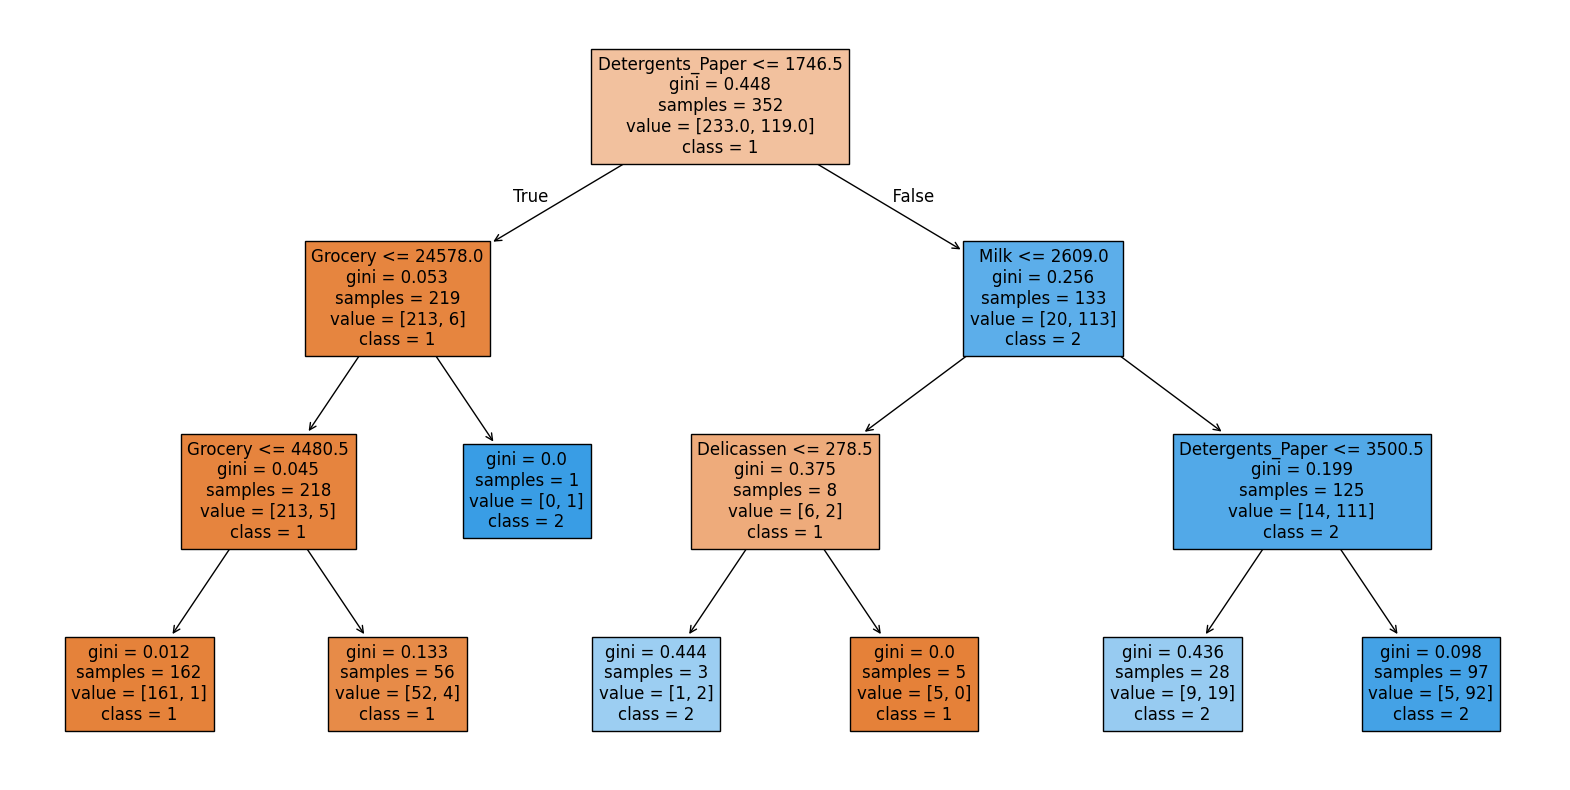 Detergents_Paper <= 1746.5
gini = 0.448
samples = 352
value = [233.0, 119.0]
class = 1
True
False
Grocery <= 24578.0
gini = 0.053
samples = 219
value = [213, 6]
class = 1
Milk <= 2609.0
gini = 0.256
samples = 133
value = [20, 113]
class = 2
Grocery <= 4480.5
gini = 0.045
samples = 218
value = [213, 5]
class = 1
gini = 0.0
samples = 1
value = [0, 1]
class = 2
Delicassen <= 278.5
gini = 0.375
samples = 8
value = [6, 2]
class = 1
Detergents_Paper <= 3500.5
gini = 0.199
samples = 125
value = [14, 111]
class = 2
gini = 0.012
samples = 162
value = [161, 1]
class = 1
gini = 0.133
samples = 56
value = [52, 4]
class = 1
gini = 0.444
samples = 3
value = [1, 2]
class = 2
gini = 0.0
samples = 5
value = [5, 0]
class = 1
gini = 0.436
samples = 28
value = [9, 19]
class = 2
gini = 0.098
samples = 97
value = [5, 92]
class = 2